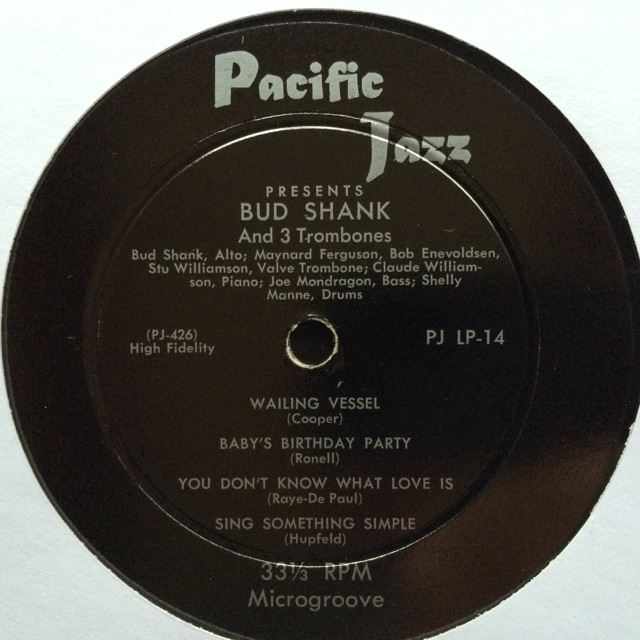 Pacific
Jazz
PRESENTS
BUD SHANK
And 3 Trombones
Bud Shank, Alto; Maynard Ferguson, Bob Enevoldsen,
Stu Williamson, Valve Trombone; Claude William-
son, Piano; Joe Mondragon, Bass; Shelly
Manne, Drums
(PJ-426)
High Fidelity
PJ LP-14
WAILING VESSEL
(Cooper)
BABY'S BIRTHDAY PARTY
(Ronell)
YOU DON'T KNOW WHAT LOVE IS
(Raye-De Paul)
SING SOMETHING SIMPLE
(Hupfeld)
33⅓ RPM
Microgroove